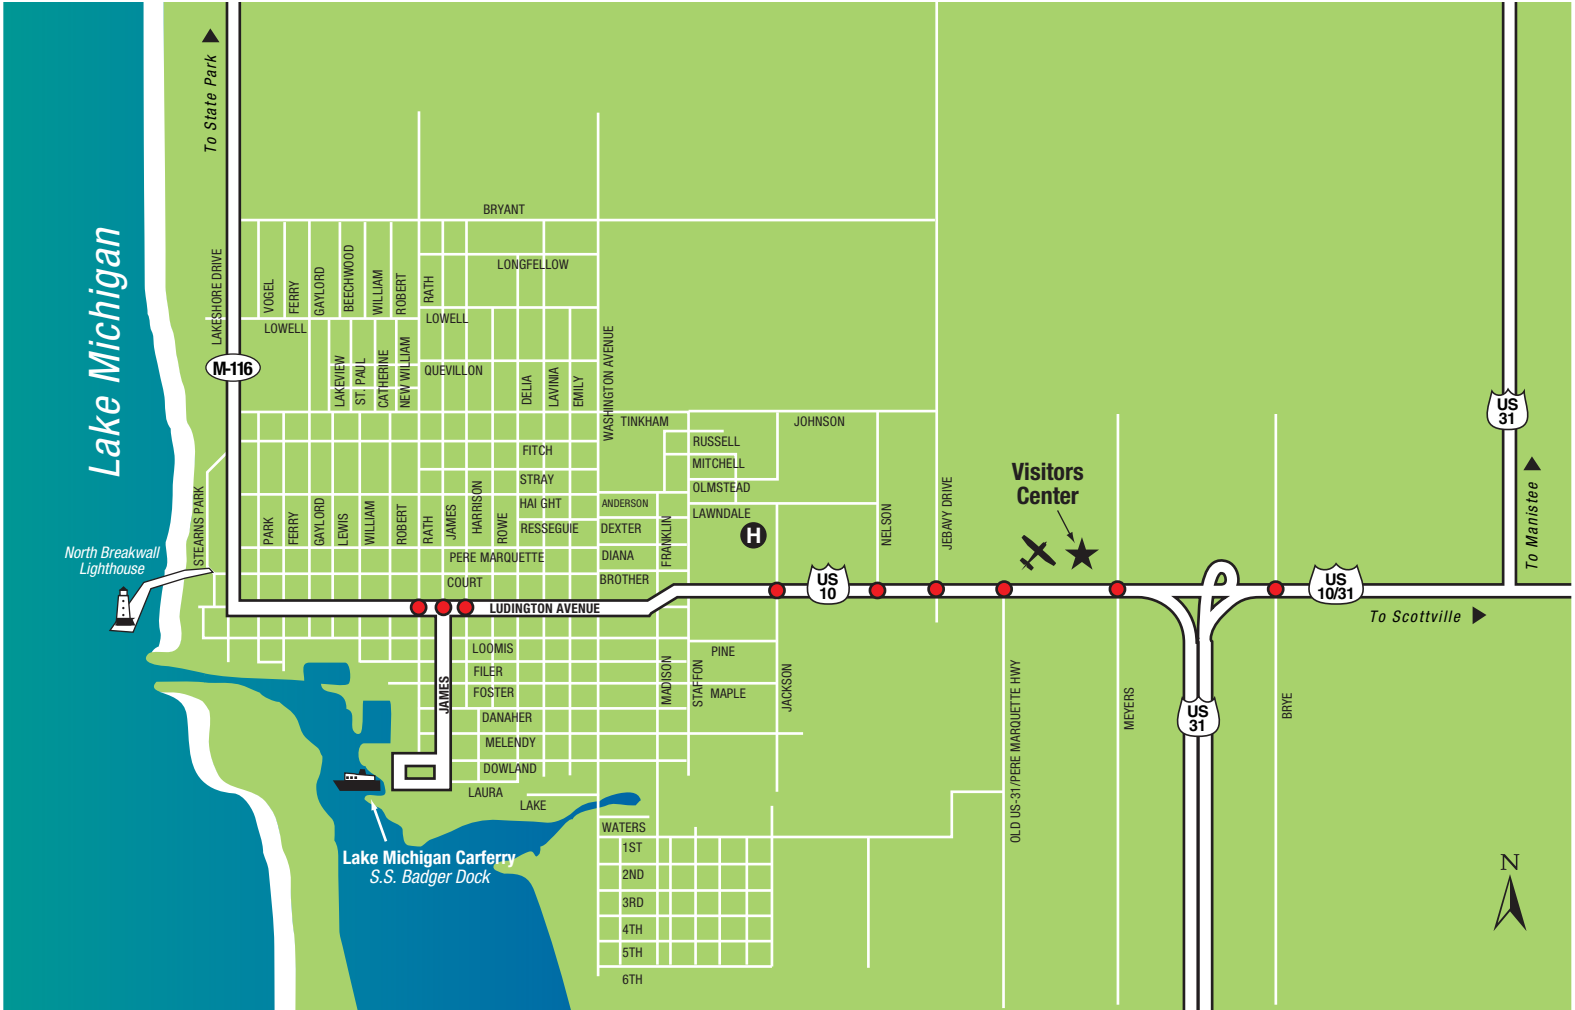 To State Park
Lake Michigan
LAKESHORE DRIVE
M-116
BRYANT
LONGFELLOW
VOGEL
FERRY
GAYLORD
BEECHWOOD
WILLIAM
ROBERT
RATH
LOWELL
LOWELL
LAKEVIEW
ST. PAUL
CATHERINE
NEW WILLIAM
QUEVILLON
DELIA
LAVINIA
EMILY
WASHINGTON AVENUE
TINKHAM
JOHNSON
RUSSELL
MITCHELL
OLMSTEAD
LAWNDALE
FITCH
STRAY
HAI GHT
RESSEGUIE
ANDERSON
DEXTER
DIANA
BROTHER
FRANKLIN
STEARNS PARK
PARK
FERRY
GAYLORD
LEWIS
WILLIAM
ROBERT
RATH
JAMES
HARRISON
ROWE
PERE MARQUETTE
COURT
LUDINGTON AVENUE
North Breakwall
Lighthouse
H
NELSON
JEBAVY DRIVE
Visitors
Center
US
10
US
10/31
US
31
To Manistee
To Scottville
LOOMIS
FILER
FOSTER
DANAHER
MELENDY
DOWLAND
LAURA
LAKE
JAMES
MADISON
STAFFON
PINE
MAPLE
JACKSON
OLD US-31/PERE MARQUETTE HWY
MEYERS
US
31
BRYE
WATERS
1ST
2ND
3RD
4TH
5TH
6TH
Lake Michigan Carferry
S.S. Badger Dock
N